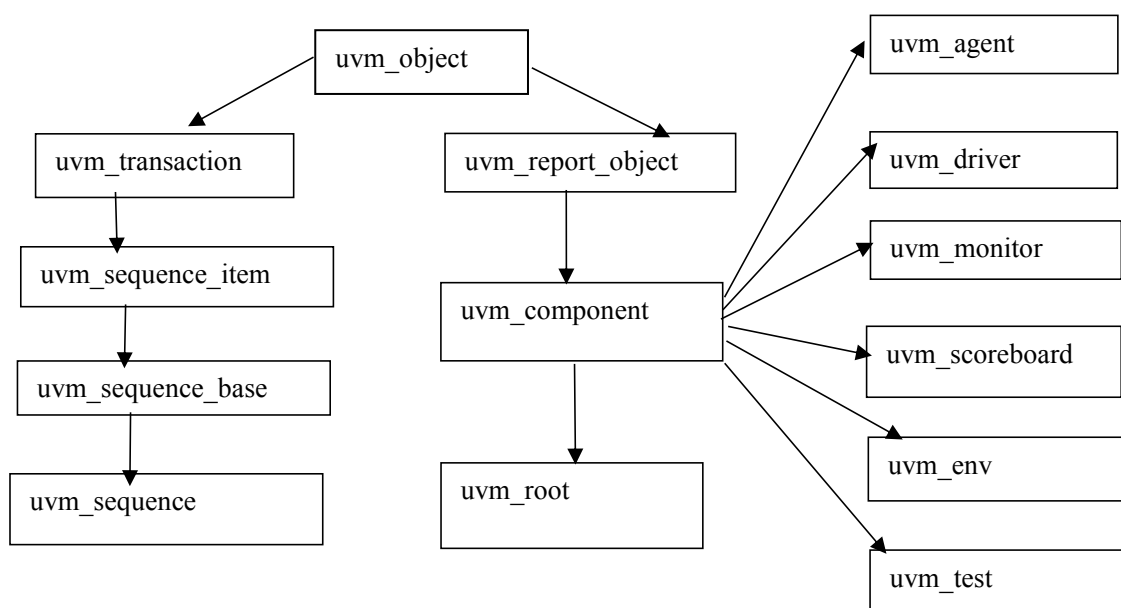 uvm_object
uvm_agent
uvm_transaction
uvm_report_object
uvm_driver
uvm_monitor
uvm_sequence_item
uvm_component
uvm_scoreboard
uvm_sequence_base
uvm_env
uvm_sequence
uvm_root
uvm_test